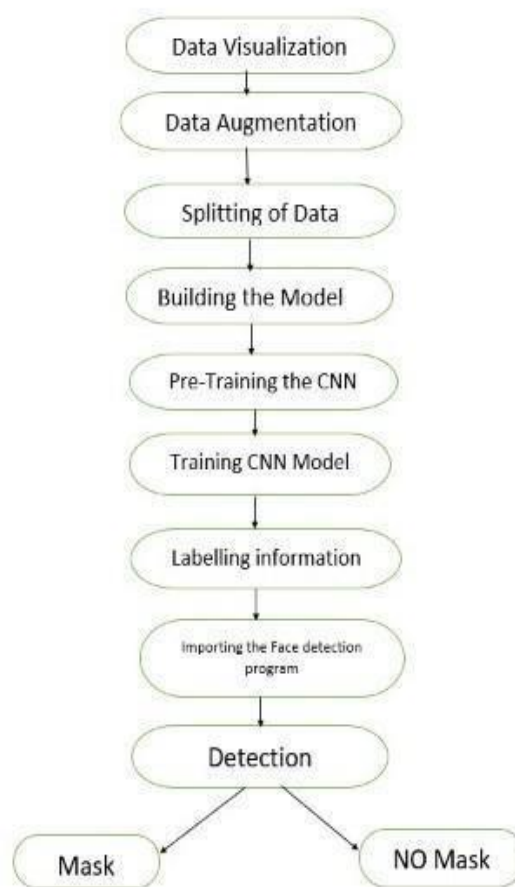 Data Visualization
Data Augmentation
Splitting of Data
Building the Model
Pre-Training the CNN
Training CNN Model
Labelling information
Importing the Face detection
program
Detection
Mask
NO Mask